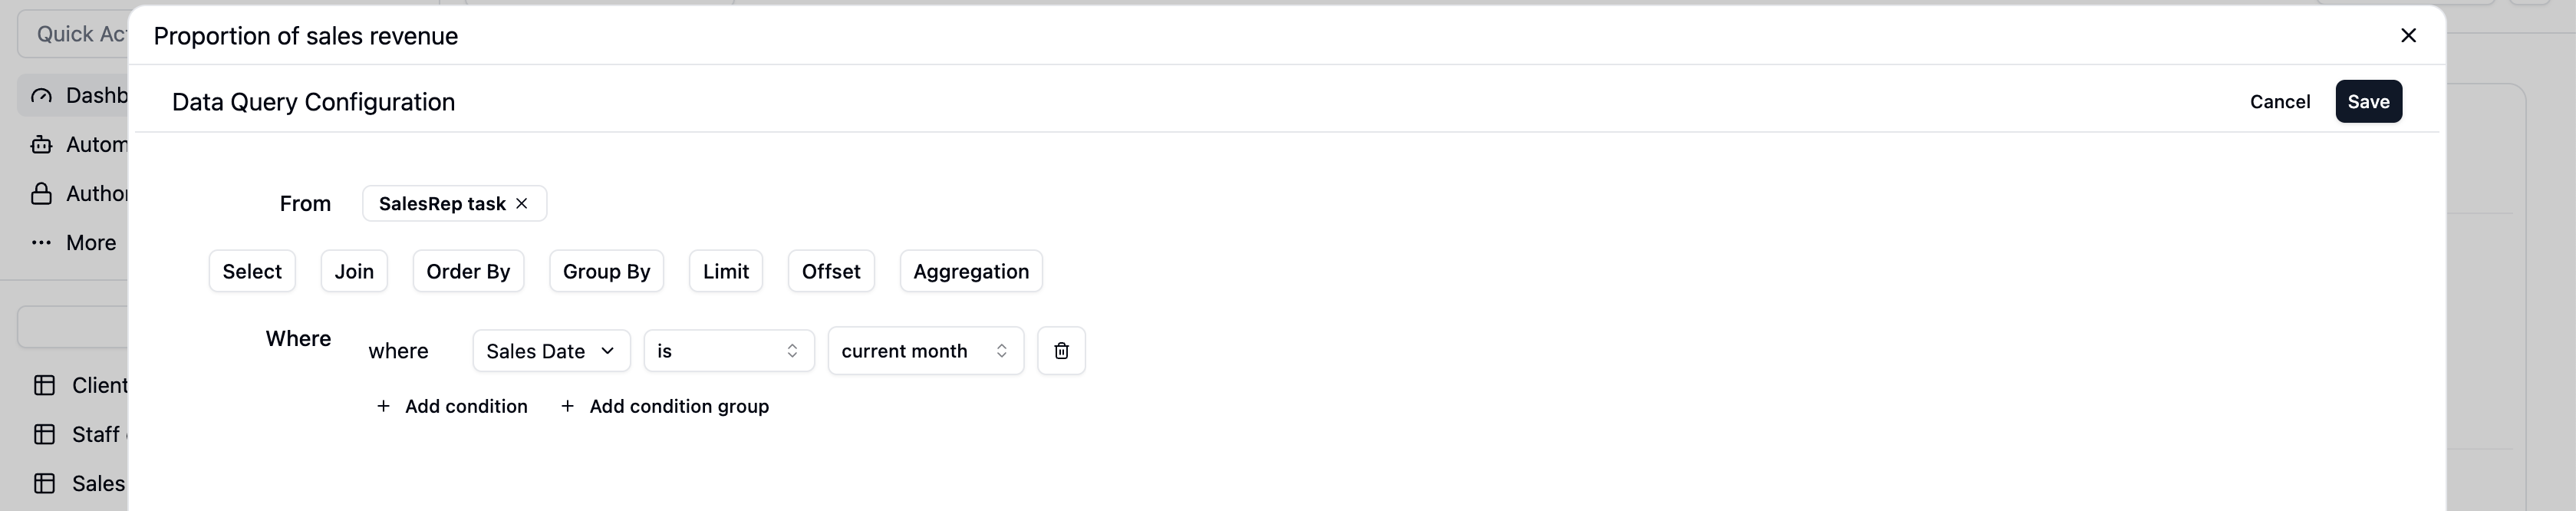 Quick Ac
Proportion of sales revenue
Data Query Configuration
Cancel
Save
Dashb
Autom
Author
More
Client
Staff
Sales
From
SalesRep task
Select Join Order By Group By Limit Offset Aggregation
Where where Sales Date is current month
+ Add condition + Add condition group